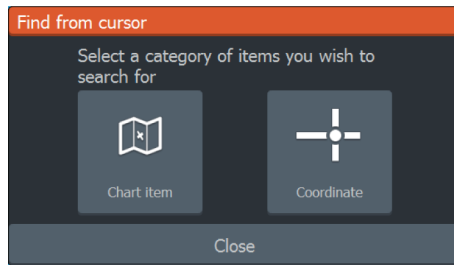 Find from cursor
Select a category of items you wish to
search for
Chart item
Coordinate
Close